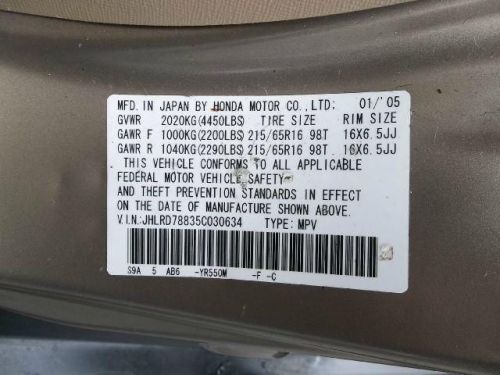 MFD. IN JAPAN BY HONDA MOTOR CO., LTD: 01/'05
GVWR 2020KG(4450LBS) TIRE SIZE RIM SIZE
GAWR F 1000KG(2200LBS) 215/65R16 98T 16X6.5JJ
GAWR R 1040KG(2290LBS) 215/65R16 98T 16X6.5JJ
THIS VEHICLE CONFORMS TO ALL APPLICABLE
FEDERAL MOTOR VEHICLE SAFETY
AND THEFT PREVENTION STANDARDS IN EFFECT
ON THE DATE OF MANUFACTURE SHOWN ABOVE.
V.I.N:JHLRD78835C030634 TYPE: MPV
S9A 5 AB6 -YR550M -F -C